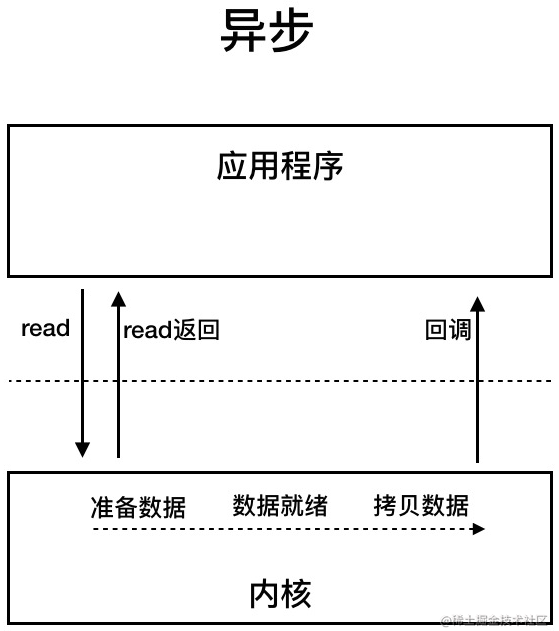 异步
应用程序
read
read返回
回调
准备数据
数据就绪
拷贝数据
内核
@稀土掘金技术社区